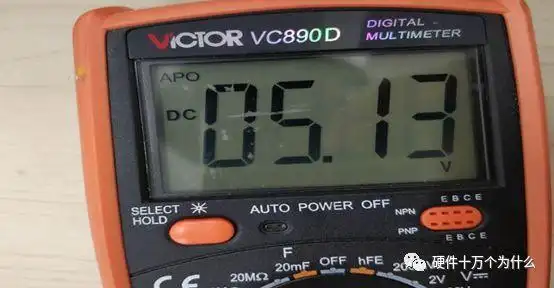 VICTOR VC890D
DIGITAL
MULTIMETER
APO
DC
05.13
V
SELECT
HOLD
AUTO POWER OFF
NPN
PNP
E B C E
E B C E
F
20MΩ
20mF
OFF
hFE
2V
V
CE
硬件十万个为什么